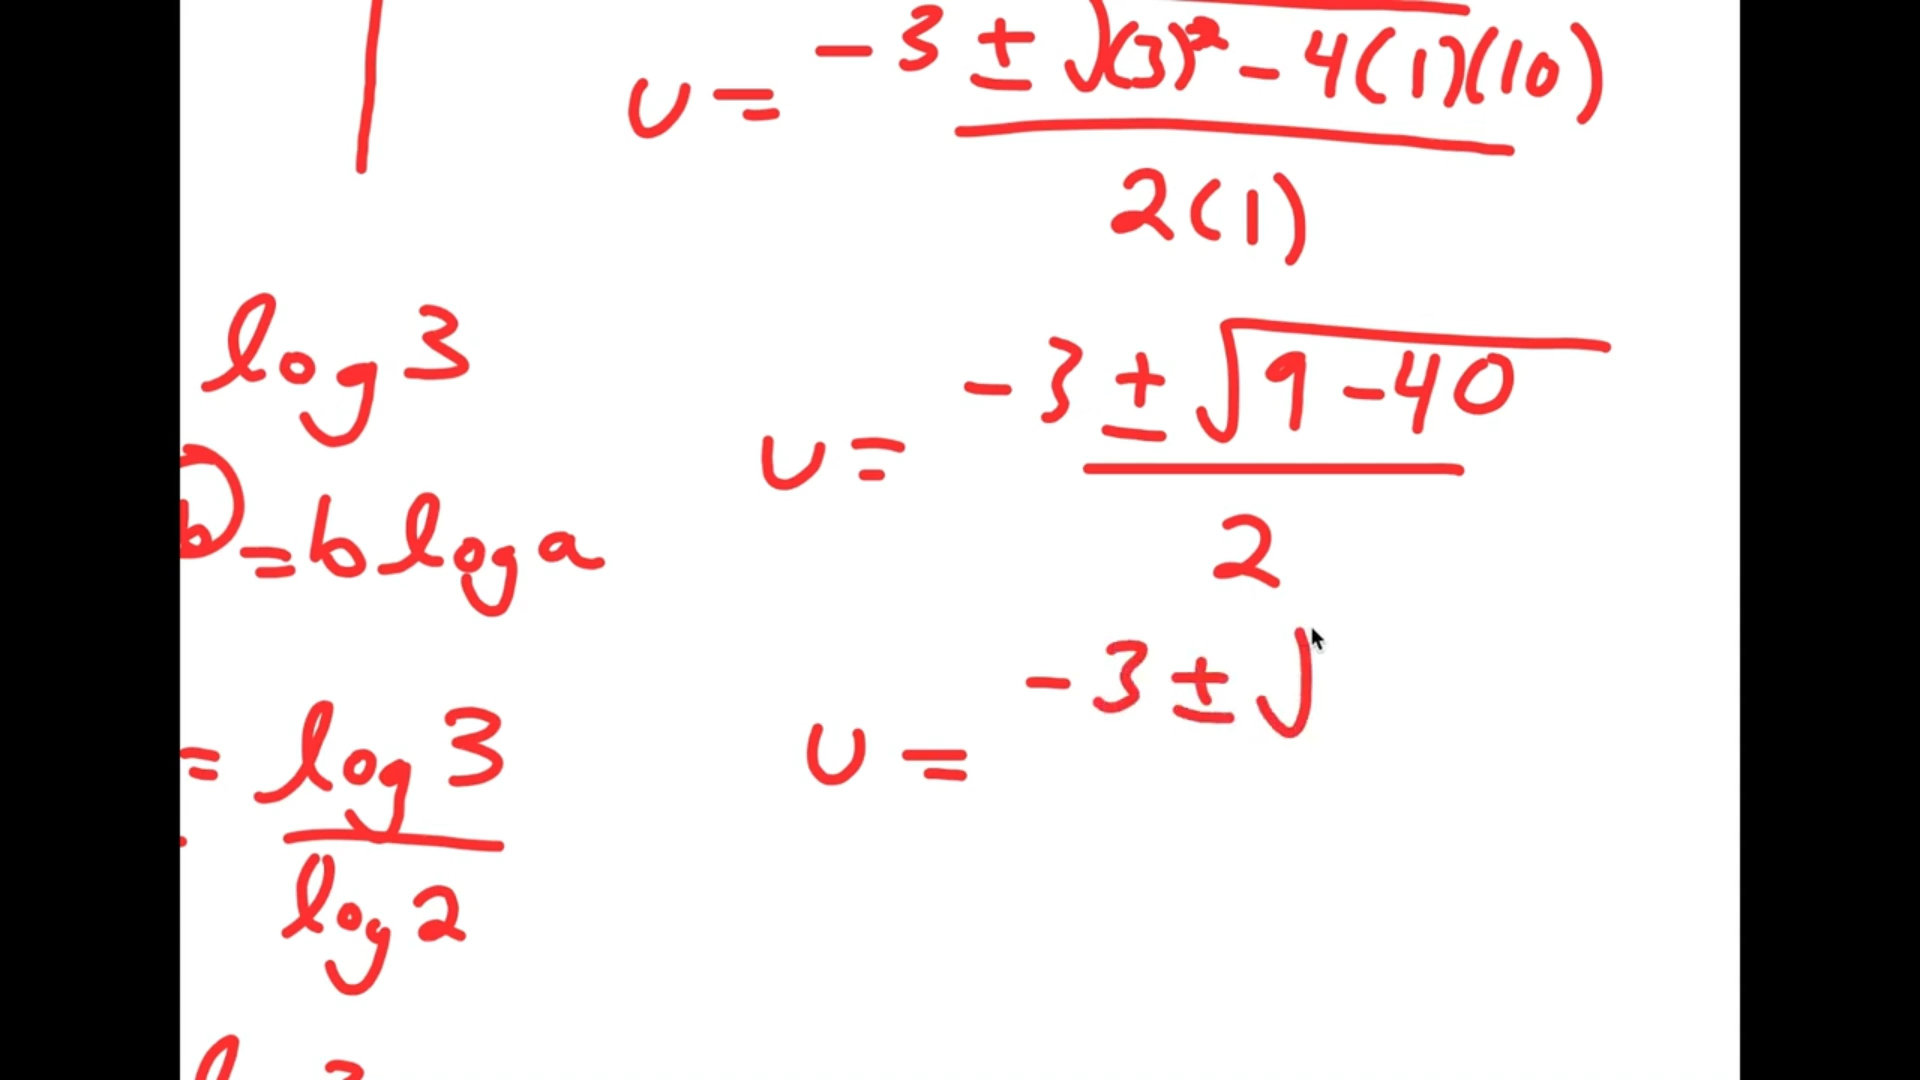 u = -3 ± √(3)² - 4(1)(10)
2(1)
log 3
b = b log a
u = -3 ± √9 - 40
2
= log 3
log 2
u = -3 ± √